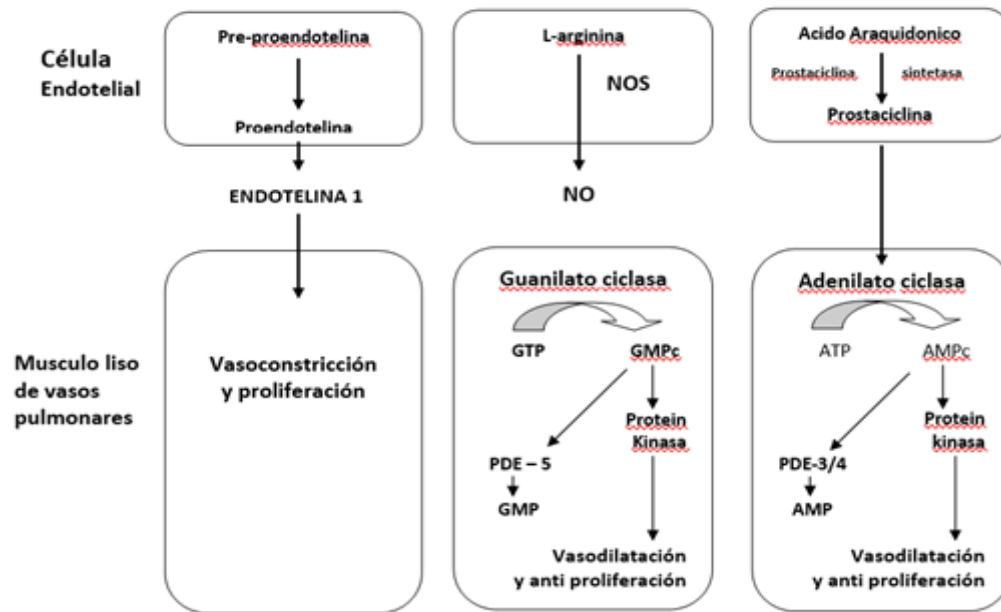 Célula
Endotelial
Pre-proendotelina
Proendotelina
ENDOTELINA 1
L-arginina
NOS
NO
Acido Araquidonico
Prostaciclina sintetasa
Prostaciclina
Musculo liso
de vasos
pulmonares
Vasoconstricción
y proliferación
Guanilato ciclasa
GTP
GMPc
Protein
Kinasa
PDE – 5
GMP
Vasodilatación
y anti proliferación
Adenilato ciclasa
ATP
AMPc
Protein
kinasa
PDE-3/4
AMP
Vasodilatación
y anti proliferación